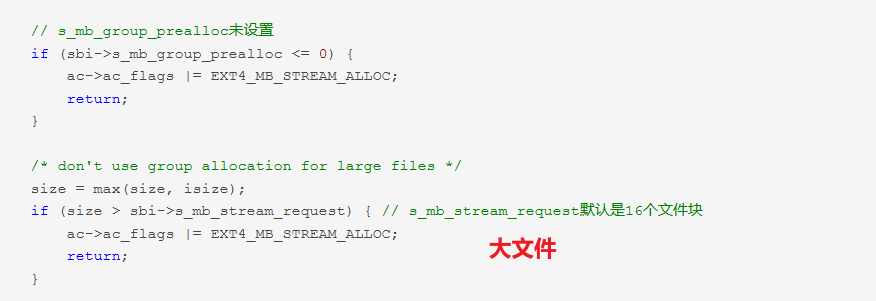 // s_mb_group_prealloc未设置
if (sbi->s_mb_group_prealloc <= 0) {
    ac->ac_flags |= EXT4_MB_STREAM_ALLOC;
    return;
}

/* don't use group allocation for large files */
size = max(size, isize);
if (size > sbi->s_mb_stream_request) { // s_mb_stream_request默认是16个文件块
    ac->ac_flags |= EXT4_MB_STREAM_ALLOC;
大文件
    return;
}